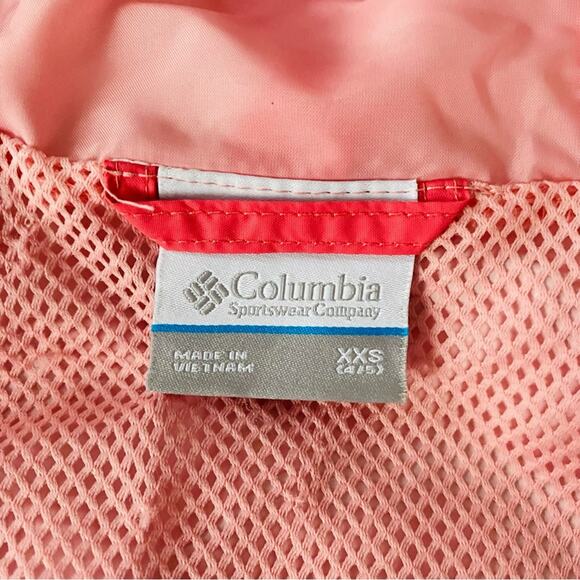 Columbia
Sportswear Company
MADE IN
VIETNAM
XXS
(4/5)